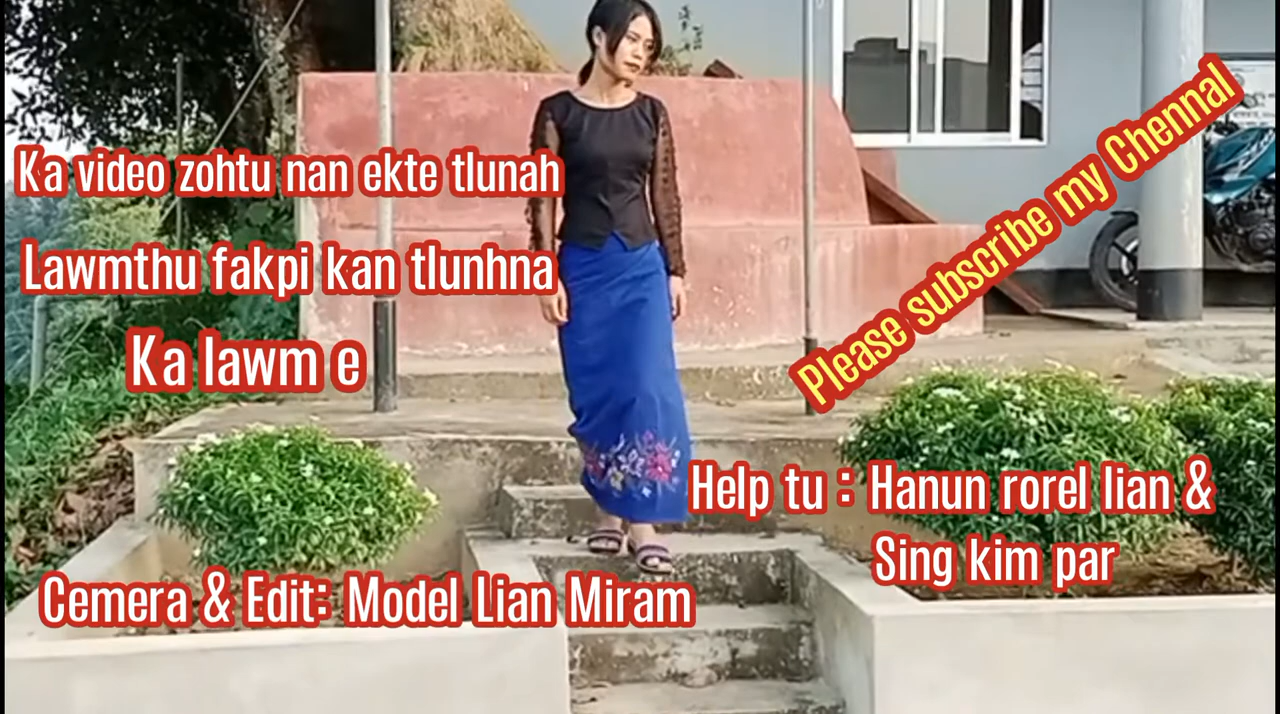 Ka video zohtu nan ekte tlunah
Lawmthu fakpi kan tlunhna
Ka lawm e
Please subscribe my Chennal
Help tu : Hanun rorel lian &
Sing kim par
Cemera & Edit: Model Lian Miram